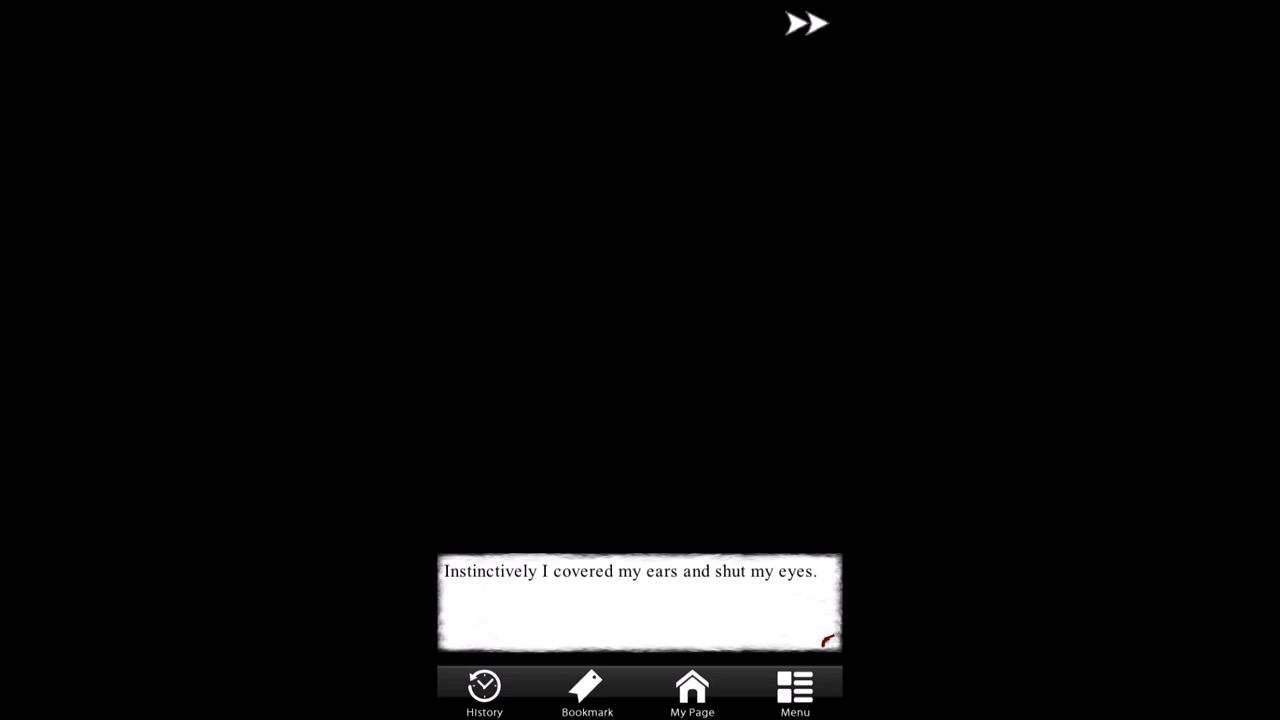 Instinctively I covered my ears and shut my eyes.
History
Bookmark
My Page
Menu